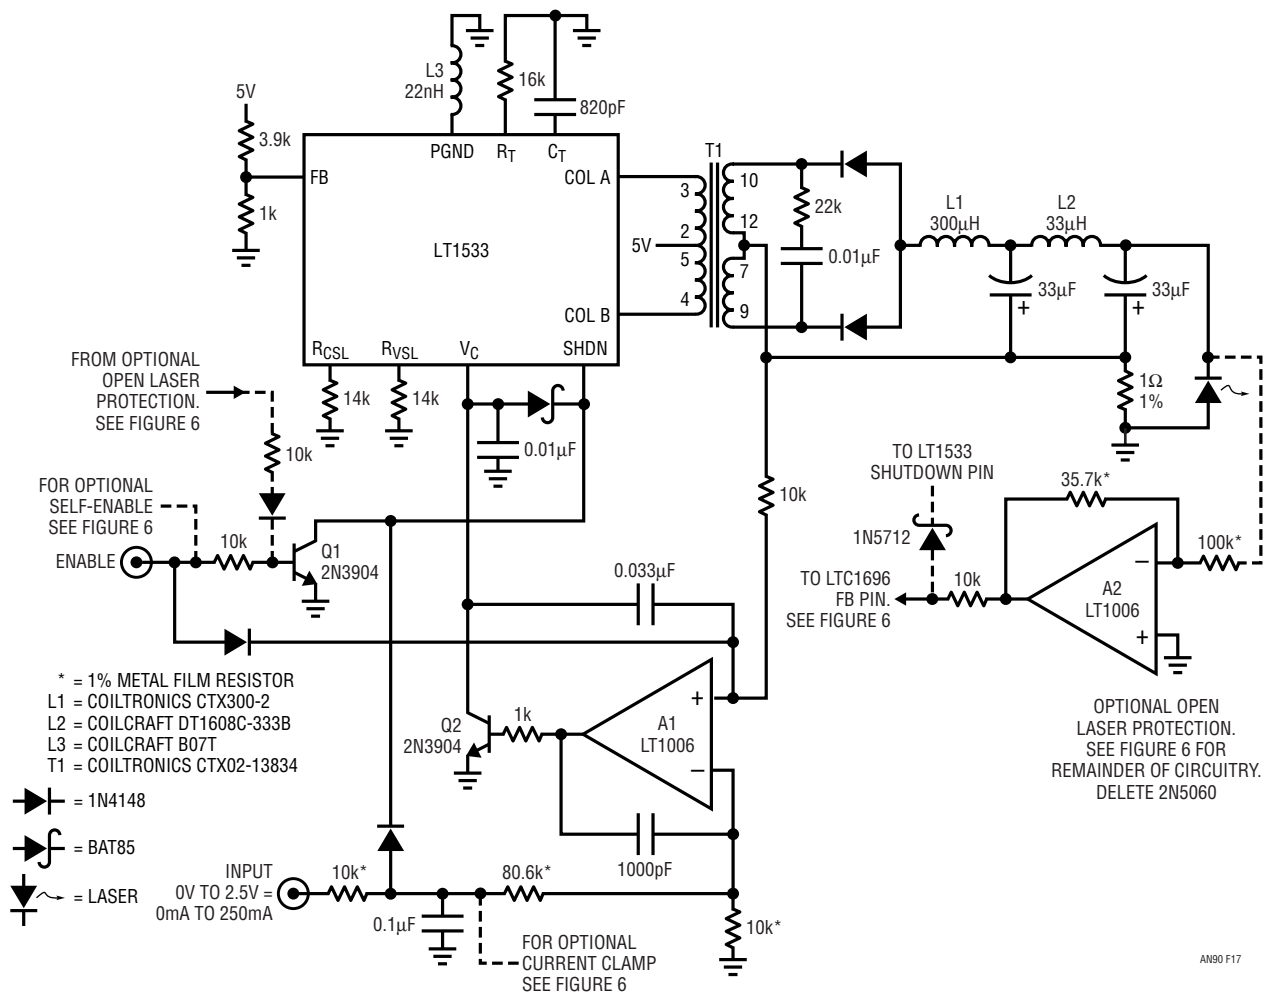 L3
22nH
16k
820pF
5V
3.9k
1k
PGND
RT
CT
FB
COL A
LT1533
COL B
RCSL
RVSL
VC
SHDN
T1
3
2
5
4
5V
10
12
7
9
22k
0.01µF
L1
300µH
L2
33µH
33µF
+
33µF
+
1Ω
1%
14k
14k
0.01µF
FROM OPTIONAL
OPEN LASER
PROTECTION.
SEE FIGURE 6
10k
FOR OPTIONAL
SELF-ENABLE
SEE FIGURE 6
ENABLE
10k
Q1
2N3904
10k
0.033µF
TO LT1533
SHUTDOWN PIN
1N5712
TO LTC1696
FB PIN.
SEE FIGURE 6
10k
35.7k*
100k*
A2
LT1006
–
+
OPTIONAL OPEN
LASER PROTECTION.
SEE FIGURE 6 FOR
REMAINDER OF CIRCUITRY.
DELETE 2N5060
* = 1% METAL FILM RESISTOR
L1 = COILTRONICS CTX300-2
L2 = COILCRAFT DT1608C-333B
L3 = COILCRAFT B07T
T1 = COILTRONICS CTX02-13834
= 1N4148
= BAT85
= LASER
Q2
2N3904
1k
A1
LT1006
+
–
1000pF
INPUT
0V TO 2.5V =
0mA TO 250mA
10k*
0.1µF
80.6k*
10k*
FOR OPTIONAL
CURRENT CLAMP
SEE FIGURE 6
AN90 F17